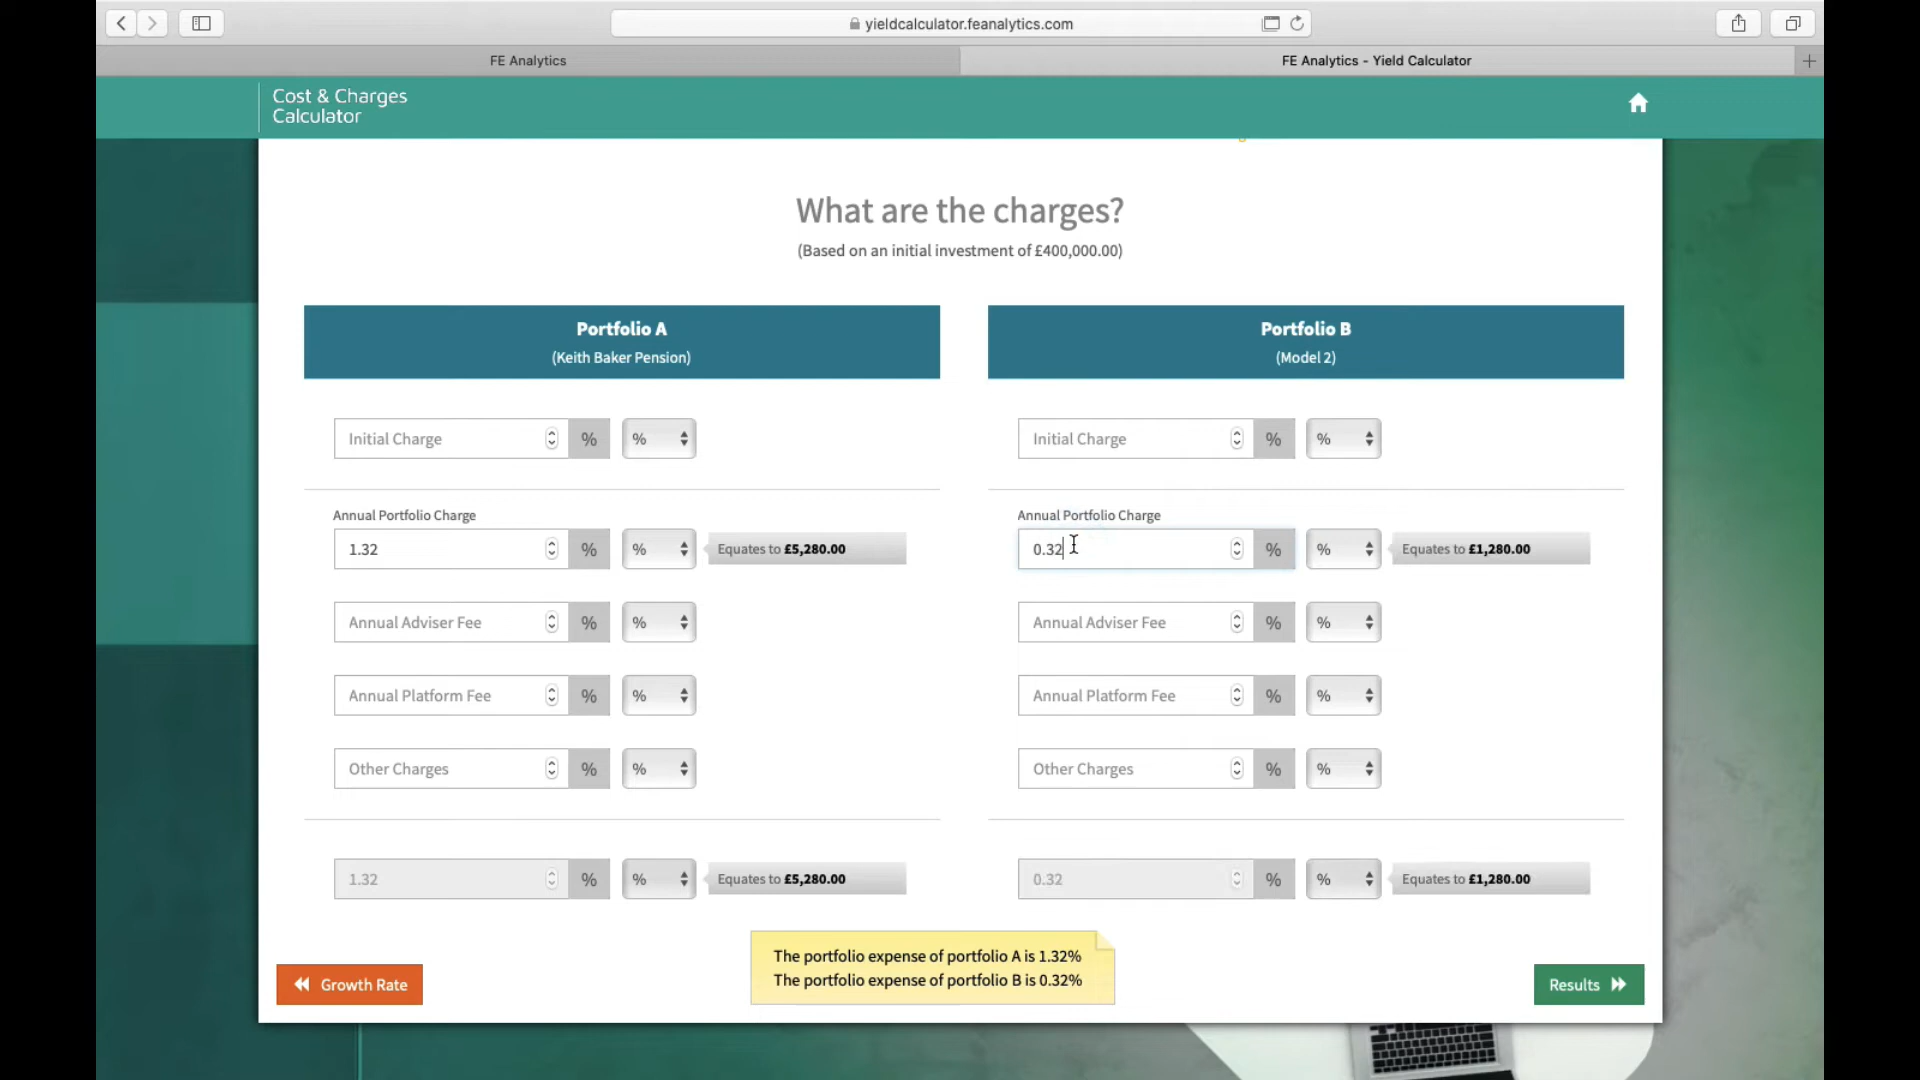 yieldcalculator.feanalytics.com
FE Analytics
FE Analytics - Yield Calculator
Cost & Charges
Calculator
What are the charges?
(Based on an initial investment of £400,000.00)
Portfolio A
(Keith Baker Pension)
Portfolio B
(Model 2)
Initial Charge % %
Initial Charge % %
Annual Portfolio Charge
Annual Portfolio Charge
1.32 % % Equates to £5,280.00
0.32 % % Equates to £1,280.00
Annual Adviser Fee % %
Annual Adviser Fee % %
Annual Platform Fee % %
Annual Platform Fee % %
Other Charges % %
Other Charges % %
1.32 % % Equates to £5,280.00
0.32 % % Equates to £1,280.00
The portfolio expense of portfolio A is 1.32%
The portfolio expense of portfolio B is 0.32%
Growth Rate
Results